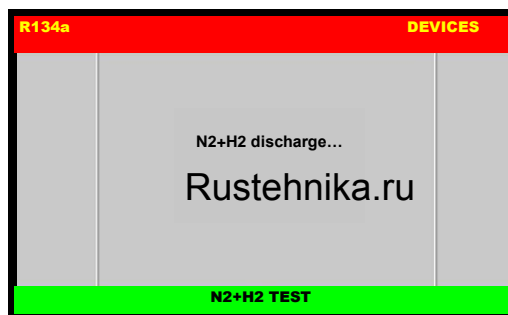 R134a DEVICES
N2+H2 discharge...
Rustehnika.ru
N2+H2 TEST